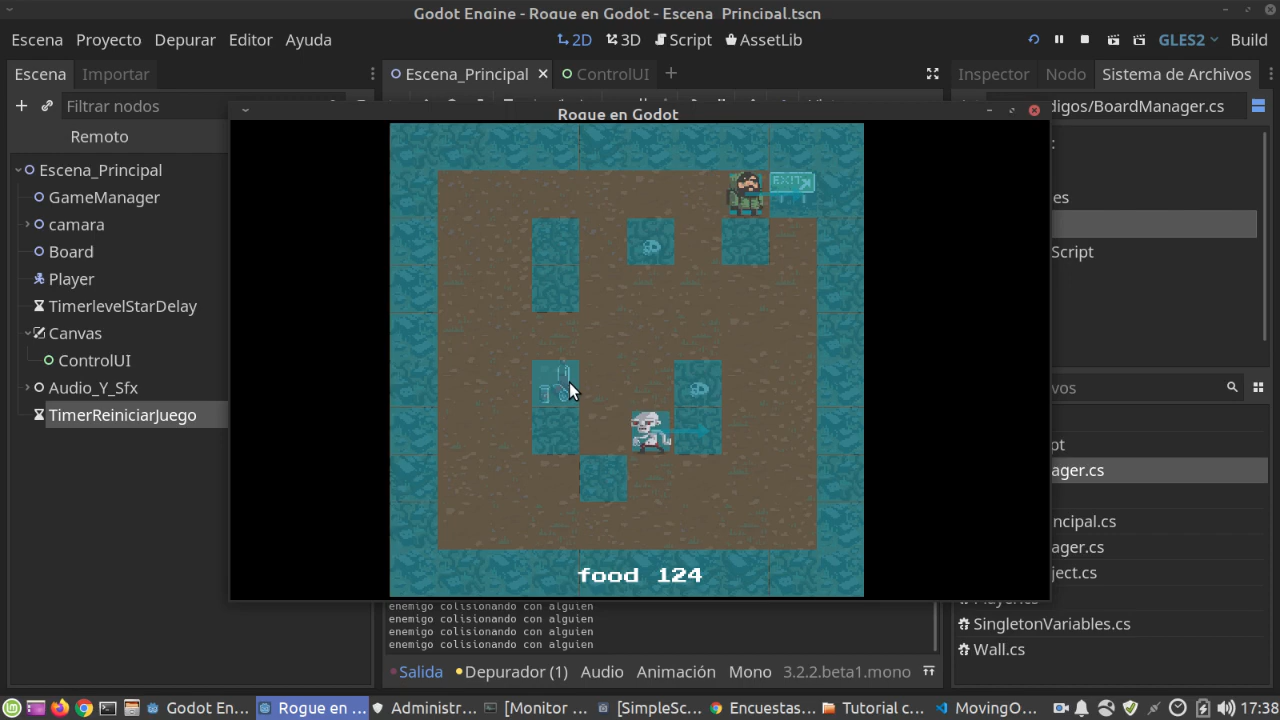 Godot Engine - Rogue en Godot - Escena_Principal.tscn
Escena Proyecto Depurar Editor Ayuda
2D 3D Script AssetLib
GLES2 Build
Escena Importar
Escena_Principal ControlUI
Inspector Nodo Sistema de Archivos
Filtrar nodos
digos/BoardManager.cs
Remoto
Rogue en Godot
Escena_Principal
GameManager
camara
Board
Player
TimerlevelStarDelay
Canvas
ControlUI
Audio_Y_Sfx
TimerReiniciarJuego
EXIT
food 124
es
Script
vos
pt
ager.cs
ncipal.cs
ager.cs
ject.cs
Player.cs
SingletonVariables.cs
Wall.cs
enemigo colisionando con alguien
enemigo colisionando con alguien
enemigo colisionando con alguien
enemigo colisionando con alguien
Salida Depurador (1) Audio Animación Mono 3.2.2.beta1.mono
Godot En... Rogue en ... Administr... [Monitor ... [SimpleSc... Encuestas... Tutorial c... MovingO... 17:38